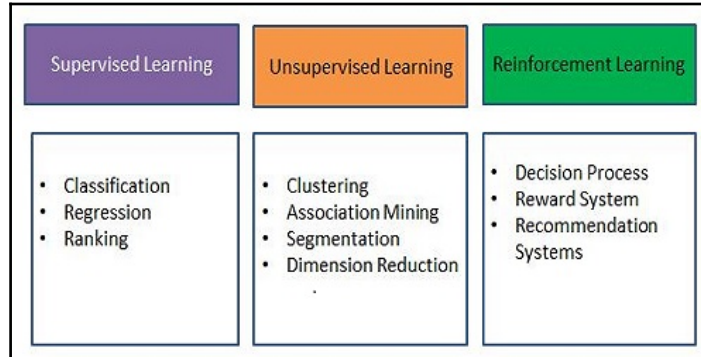 Supervised Learning
Unsupervised Learning
Reinforcement Learning
• Classification
• Regression
• Ranking
• Clustering
• Association Mining
• Segmentation
• Dimension Reduction
.
• Decision Process
• Reward System
• Recommendation
Systems